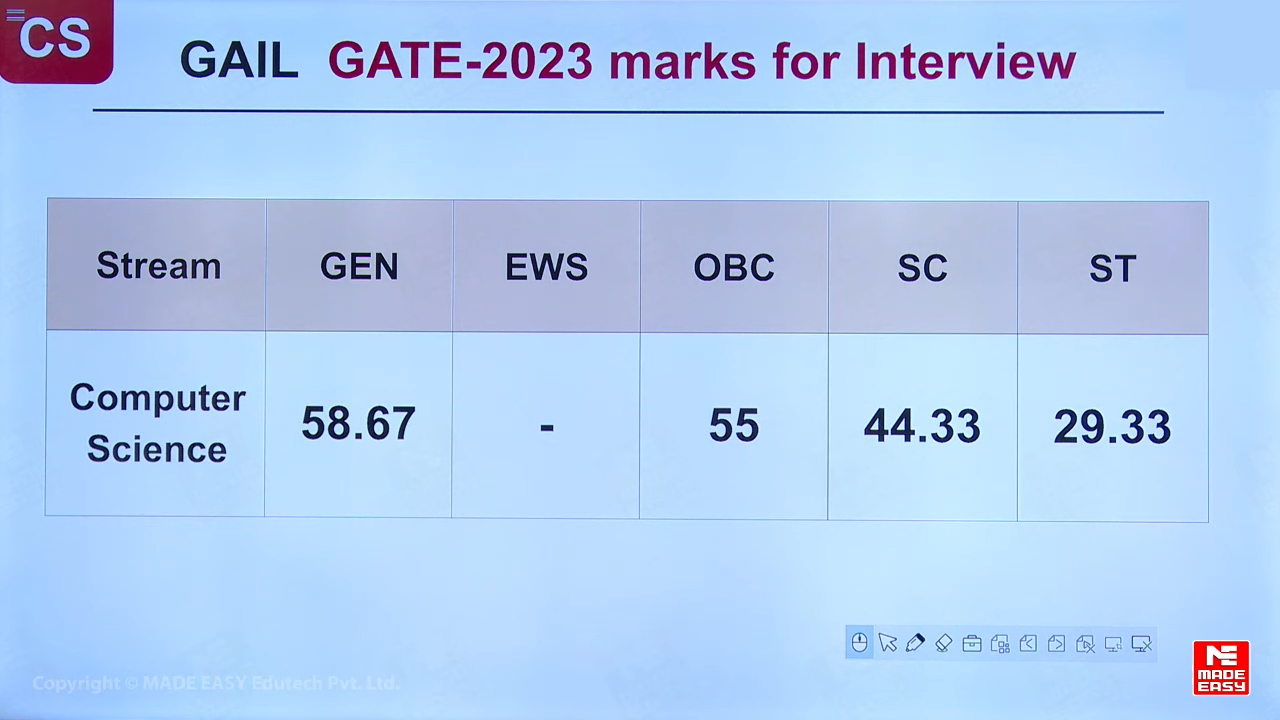 CS
GAIL GATE-2023 marks for Interview
Stream GEN EWS OBC SC ST
Computer Science 58.67 - 55 44.33 29.33
Copyright © MADE EASY Edutech Pvt. Ltd.
ME
MADE
EASY